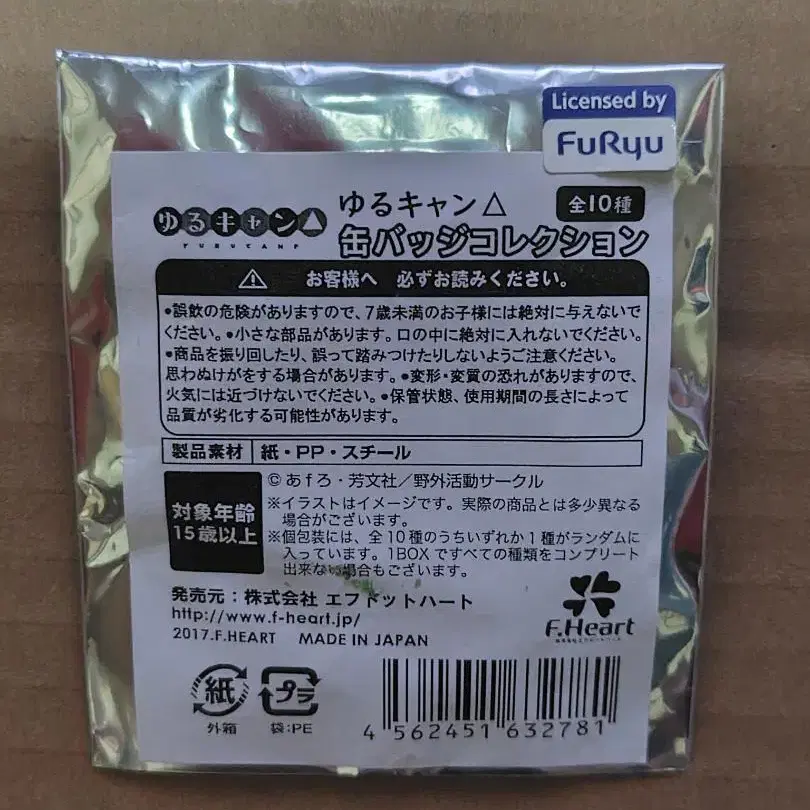 Licensed by
FuRyu
ゆるキャン△
YURUCAMP
ゆるキャン△
全10種
缶バッジコレクション
お客様へ 必ずお読みください。
•誤飲の危険がありますので、7歳未満のお子様には絶対に与えないで
ください。•小さな部品があります。口の中に絶対に入れないでください。
•商品を振り回したり、誤って踏みつけたりしないようご注意ください。
思わぬけがをする場合があります。•変形・変質の恐れがありますので、
火気には近づけないでください。•保管状態、使用期間の長さによって
品質が劣化する可能性があります。
製品素材 紙・PP・スチール
©あfろ・芳文社/野外活動サークル
対象年齢
15歳以上
※イラストはイメージです。実際の商品とは多少異なる
場合がございます。
※個包装には、全10種のうちいずれか1種がランダムに
入っています。1BOXですべての種類をコンプリート
出来ない場合もございます。
発売元:株式会社 エフドットハート
http://www.f-heart.jp/
2017.F.HEART MADE IN JAPAN
F.Heart
紙
外箱
プラ
袋:PE
4 562451 632781